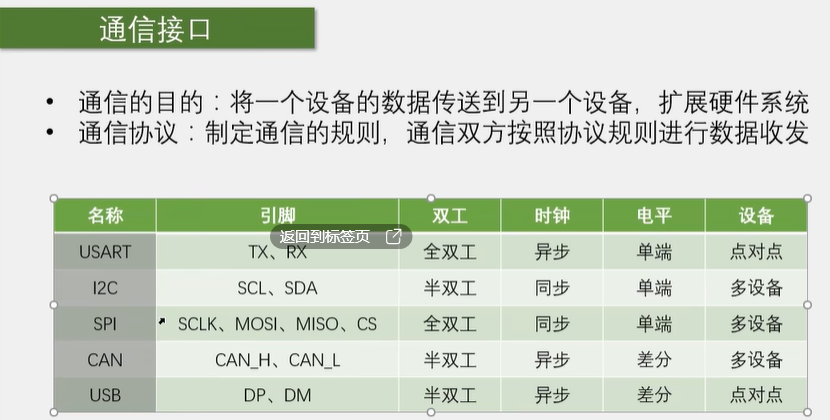 通信接口
• 通信的目的：将一个设备的数据传送到另一个设备，扩展硬件系统
• 通信协议：制定通信的规则，通信双方按照协议规则进行数据收发
名称 引脚 双工 时钟 电平 设备
返回到标签页
USART TX、RX 全双工 异步 单端 点对点
I2C SCL、SDA 半双工 同步 单端 多设备
SPI SCLK、MOSI、MISO、CS 全双工 同步 单端 多设备
CAN CAN_H、CAN_L 半双工 异步 差分 多设备
USB DP、DM 半双工 异步 差分 点对点